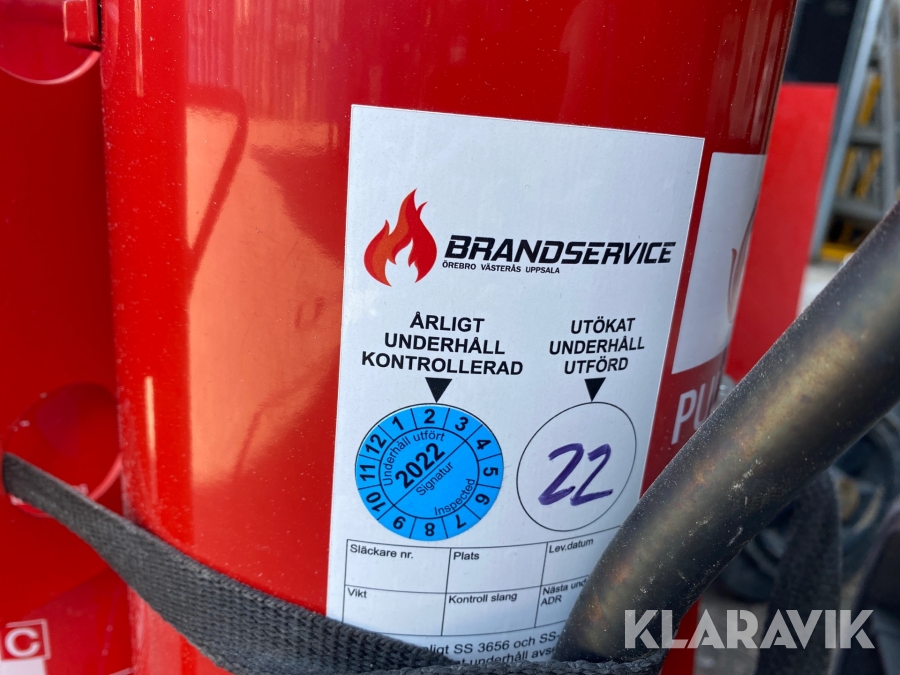 BRANDSERVICE
ÖREBRO VÄSTERÅS UPPSALA
ÅRLIGT
UNDERHÅLL
KONTROLLERAD
UTÖKAT
UNDERHÅLL
UTFÖRD
1 2 3 4 5 6 7 8 9 10 11 12
Underhåll utfört
2022
Signatur
Inspected
22
Släckare nr.
Plats
Lev.datum
Vikt
Kontroll slang
Nästa
ADR
SS 3656 och SS
PU
C
KLARAVIK